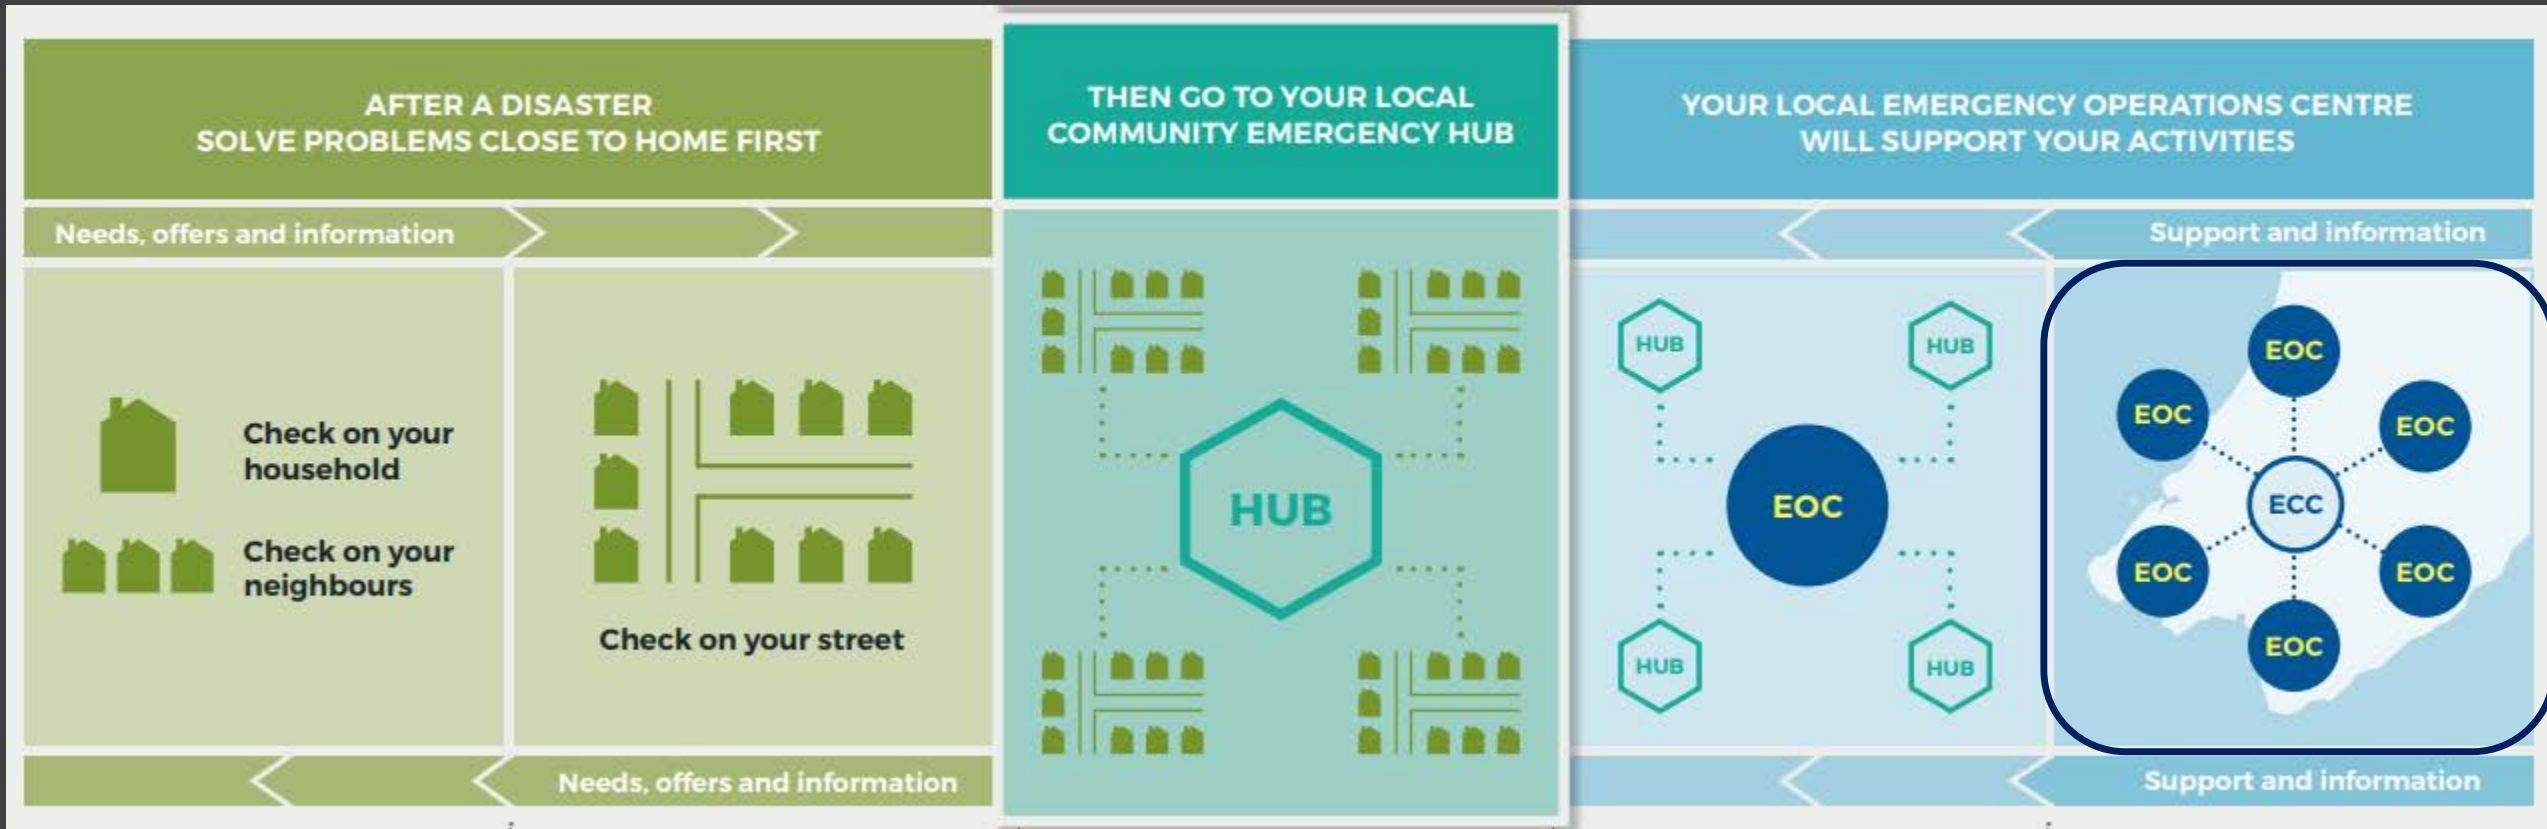 AFTER A DISASTER
SOLVE PROBLEMS CLOSE TO HOME FIRST
Needs, offers and information
Check on your
household
Check on your
neighbours
Check on your street
Needs, offers and information
THEN GO TO YOUR LOCAL
COMMUNITY EMERGENCY HUB
HUB
YOUR LOCAL EMERGENCY OPERATIONS CENTRE
WILL SUPPORT YOUR ACTIVITIES
Support and information
HUB
HUB
EOC
HUB
HUB
EOC
EOC
EOC
ECC
EOC
EOC
EOC
Support and information